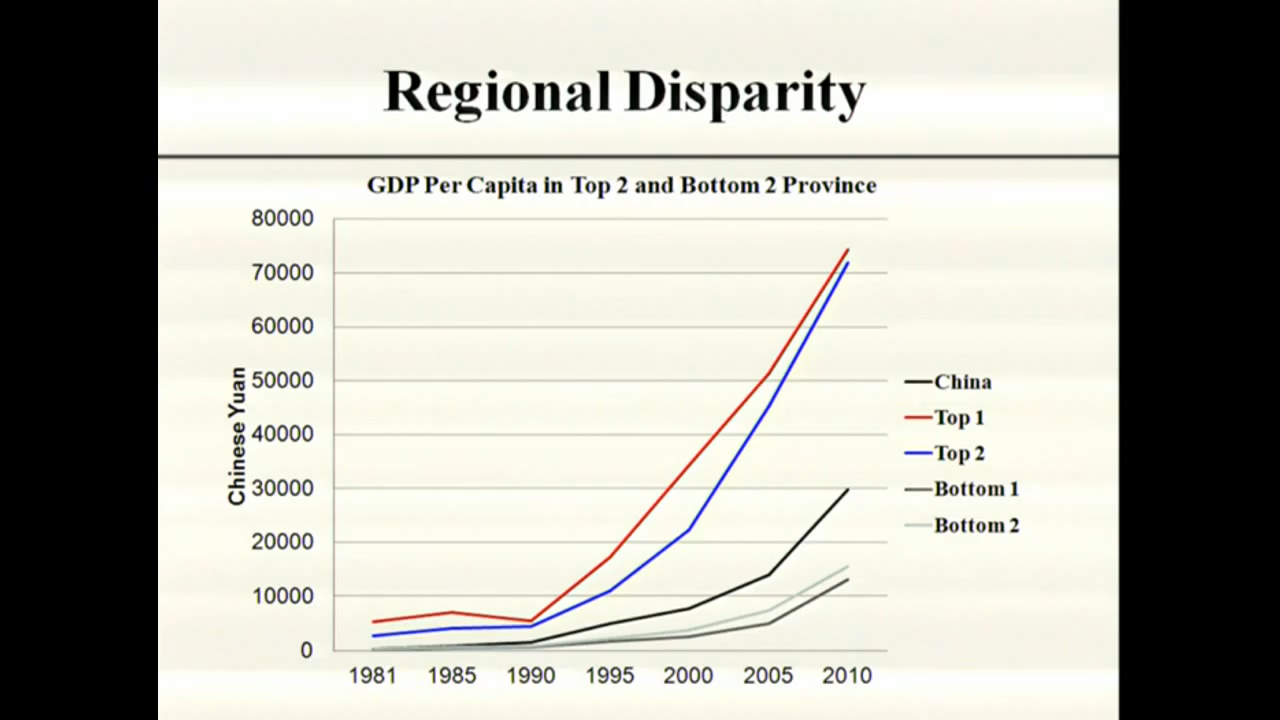 Regional Disparity
GDP Per Capita in Top 2 and Bottom 2 Province
80000
70000
60000
50000
40000
30000
20000
10000
0
Chinese Yuan
1981 1985 1990 1995 2000 2005 2010
China
Top 1
Top 2
Bottom 1
Bottom 2